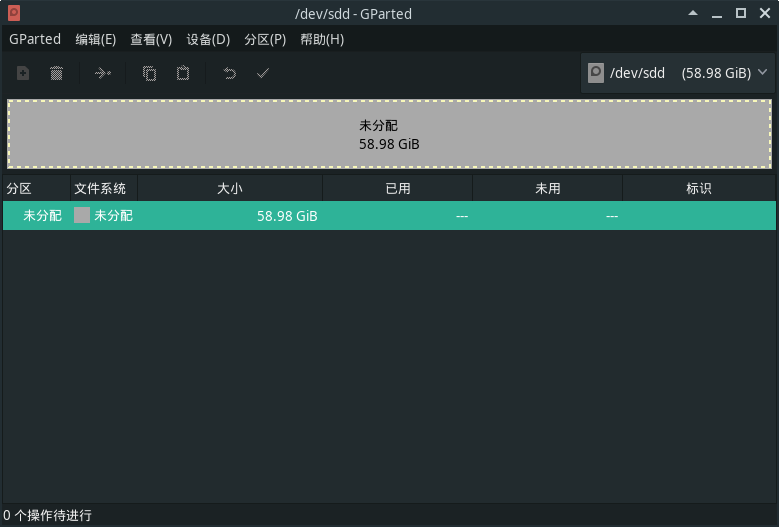 /dev/sdd - GParted
GParted 编辑(E) 查看(V) 设备(D) 分区(P) 帮助(H)
/dev/sdd (58.98 GiB)
未分配
58.98 GiB
分区 文件系统 大小 已用 未用 标识
未分配 未分配 58.98 GiB --- ---
0 个操作待进行